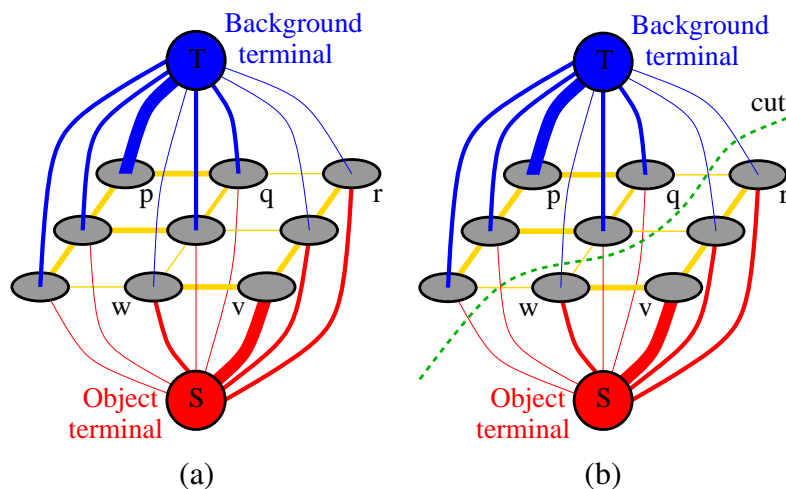 Background
terminal
T
p
q
r
w
v
S
Object
terminal
(a)
Background
terminal
T
cut
p
q
r
w
v
S
Object
terminal
(b)